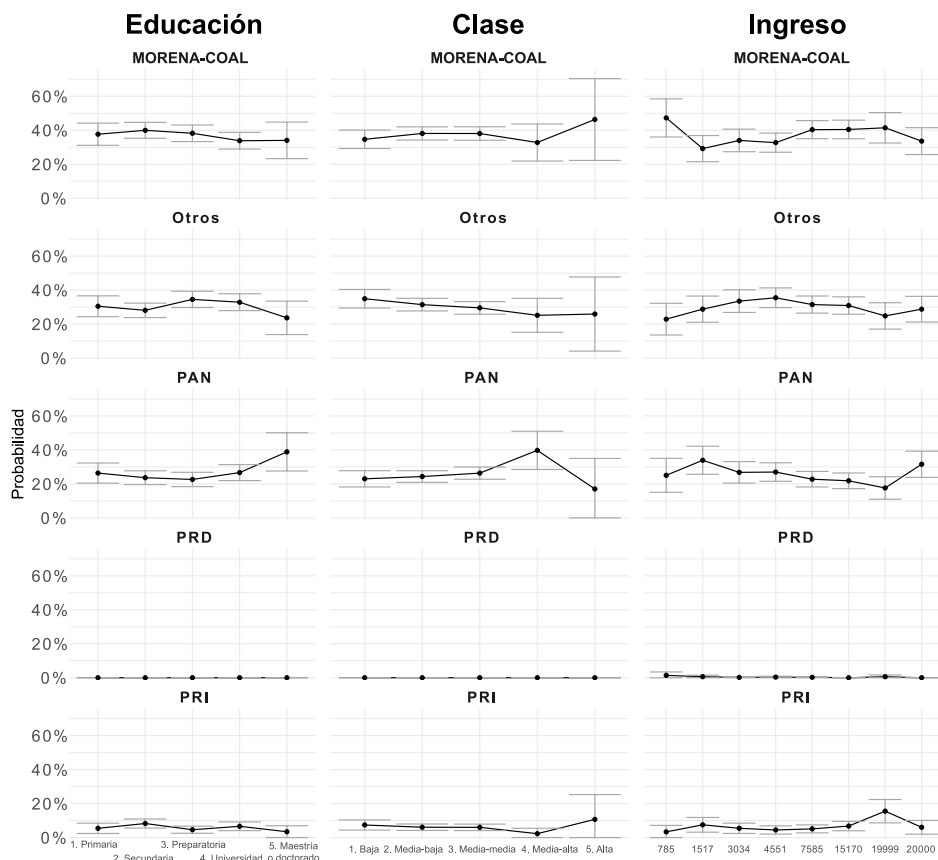 Educación Clase Ingreso
MORENA-COAL MORENA-COAL MORENA-COAL
60%
40%
20%
0%
Otros Otros Otros
60%
40%
20%
0%
PAN PAN PAN
60%
40%
20%
0%
Probabilidad
PRD PRD PRD
60%
40%
20%
0%
PRI PRI PRI
60%
40%
20%
0%
1. Primaria 3. Preparatoria 5. Maestría
2. Secundaria 4. Universidad o doctorado
1. Baja 2. Media-baja 3. Media-media 4. Media-alta 5. Alta
785 1517 3034 4551 7585 15170 19999 20000